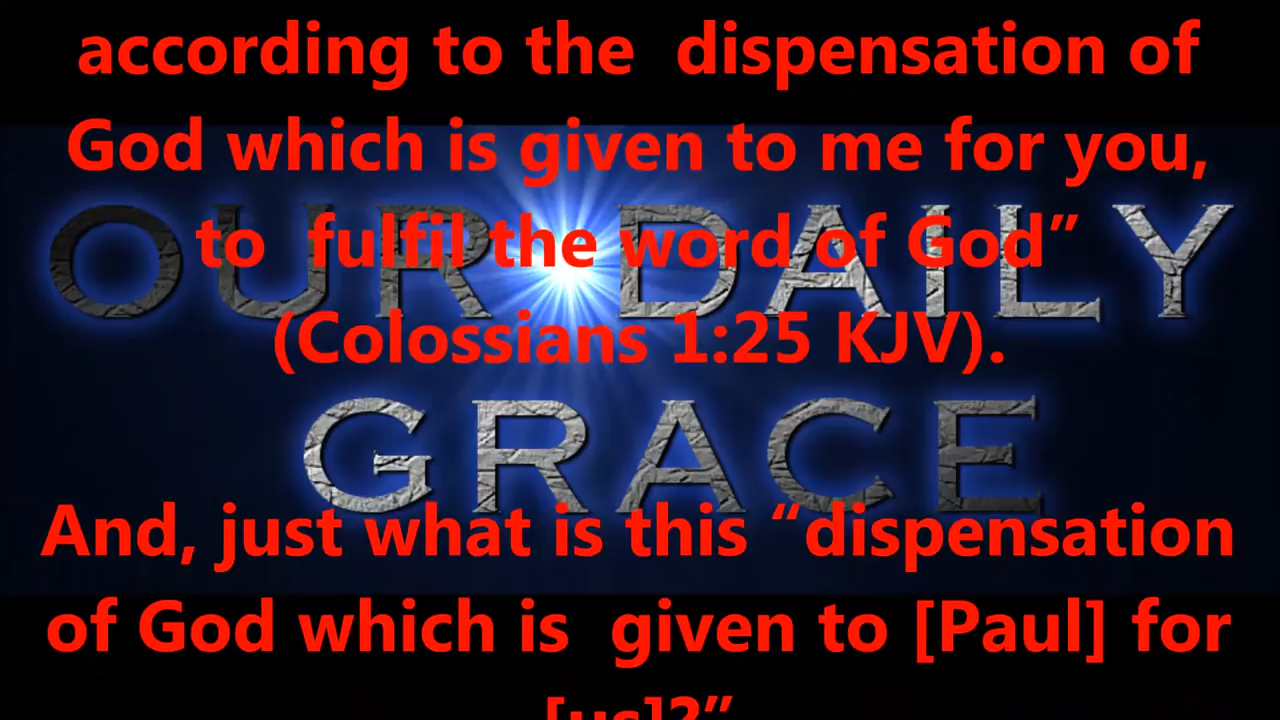 according to the dispensation of
God which is given to me for you,
to fulfil the word of God”
(Colossians 1:25 KJV).
OUR DAILY
GRACE
And, just what is this “dispensation
of God which is given to [Paul] for
[us]?”